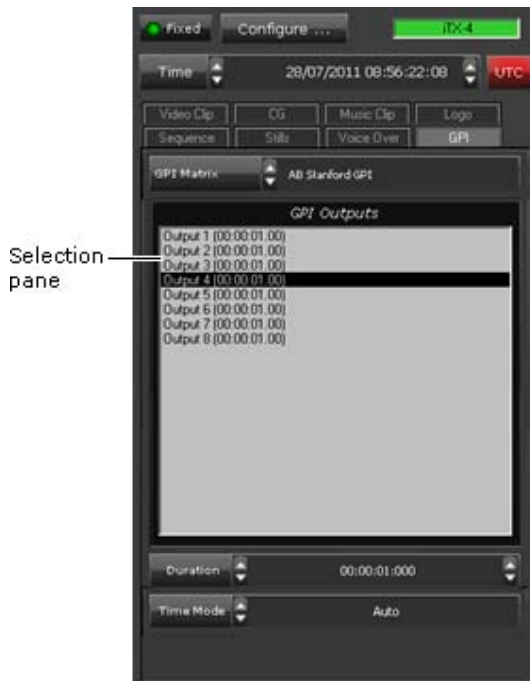 Fixed Configure ... iTX-4
Time 28/07/2011 08:56:22:08 UTC
Video Clip CG Music Clip Logo
Sequence Stills Voice Over GPI
GPI Matrix AB Stanford GPI
GPI Outputs
Output 1 (00:00:01.00)
Output 2 (00:00:01.00)
Output 3 (00:00:01.00)
Output 4 (00:00:01.00)
Output 5 (00:00:01.00)
Output 6 (00:00:01.00)
Output 7 (00:00:01.00)
Output 8 (00:00:01.00)
Selection
pane
Duration 00:00:01:000
Time Mode Auto